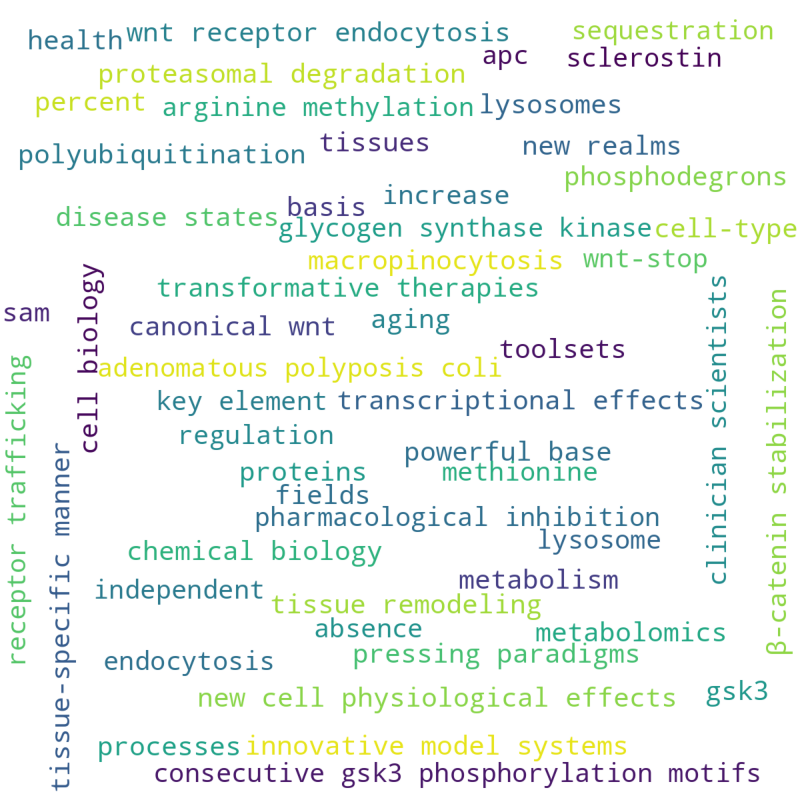 health
wnt receptor endocytosis
sequestration
apc
sclerostin
proteasomal degradation
percent
arginine methylation
lysosomes
tissues
new realms
polyubiquitination
phosphodegrons
increase
basis
disease states
glycogen synthase kinase
cell-type
macropinocytosis
wnt-stop
transformative therapies
sam
cell biology
canonical wnt
aging
clinician scientists
β-catenin stabilization
toolsets
adenomatous polyposis coli
receptor trafficking
key element
transcriptional effects
regulation
tissue-specific manner
powerful base
proteins
methionine
fields
pharmacological inhibition
lysosome
chemical biology
independent
metabolism
tissue remodeling
absence
metabolomics
endocytosis
pressing paradigms
new cell physiological effects
gsk3
processes
innovative model systems
consecutive gsk3 phosphorylation motifs